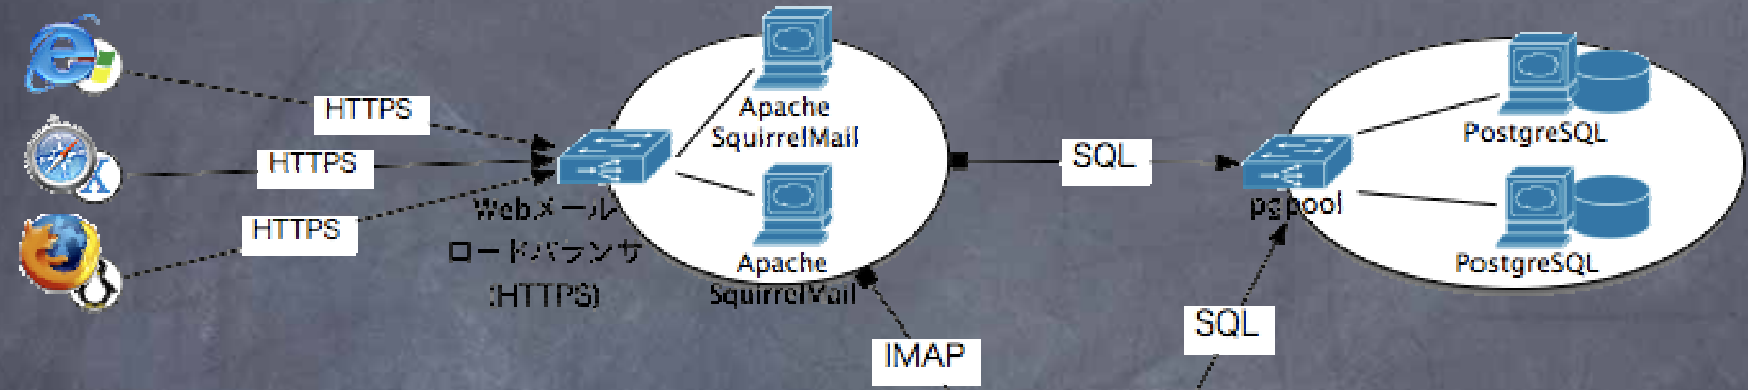 HTTPS
HTTPS
HTTPS
Webメール
ロードバランサ
(HTTPS)
Apache
SquirrelMail
Apache
SquirrelMail
SQL
IMAP
pgpool
PostgreSQL
PostgreSQL
SQL